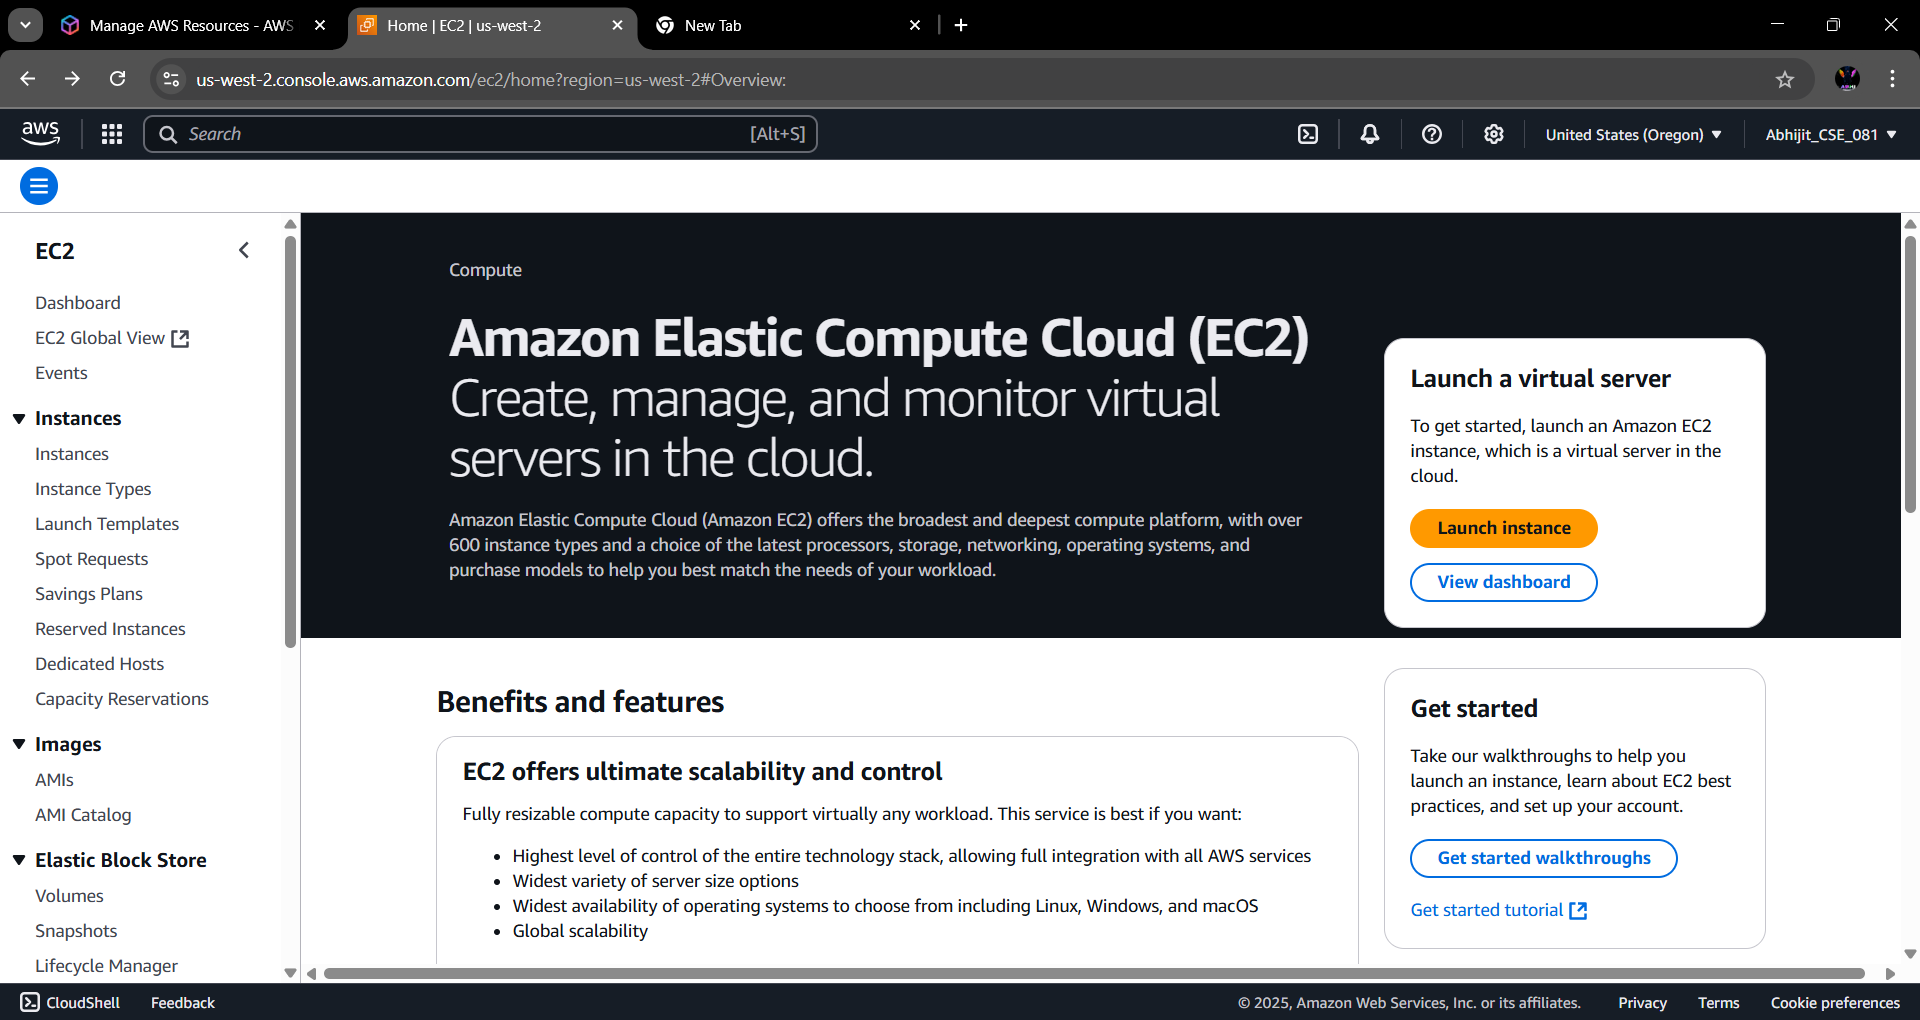 Manage AWS Resources - AWS
Home | EC2 | us-west-2
New Tab
us-west-2.console.aws.amazon.com/ec2/home?region=us-west-2#Overview:
aws
Search
[Alt+S]
United States (Oregon)
Abhijit_CSE_081
EC2
Dashboard
EC2 Global View
Events
Instances
Instances
Instance Types
Launch Templates
Spot Requests
Savings Plans
Reserved Instances
Dedicated Hosts
Capacity Reservations
Images
AMIs
AMI Catalog
Elastic Block Store
Volumes
Snapshots
Lifecycle Manager
Compute
Amazon Elastic Compute Cloud (EC2)
Create, manage, and monitor virtual
servers in the cloud.
Amazon Elastic Compute Cloud (Amazon EC2) offers the broadest and deepest compute platform, with over
600 instance types and a choice of the latest processors, storage, networking, operating systems, and
purchase models to help you best match the needs of your workload.
Launch a virtual server
To get started, launch an Amazon EC2
instance, which is a virtual server in the
cloud.
Launch instance
View dashboard
Benefits and features
EC2 offers ultimate scalability and control
Fully resizable compute capacity to support virtually any workload. This service is best if you want:
• Highest level of control of the entire technology stack, allowing full integration with all AWS services
• Widest variety of server size options
• Widest availability of operating systems to choose from including Linux, Windows, and macOS
• Global scalability
Get started
Take our walkthroughs to help you
launch an instance, learn about EC2 best
practices, and set up your account.
Get started walkthroughs
Get started tutorial
CloudShell
Feedback
© 2025, Amazon Web Services, Inc. or its affiliates.
Privacy
Terms
Cookie preferences